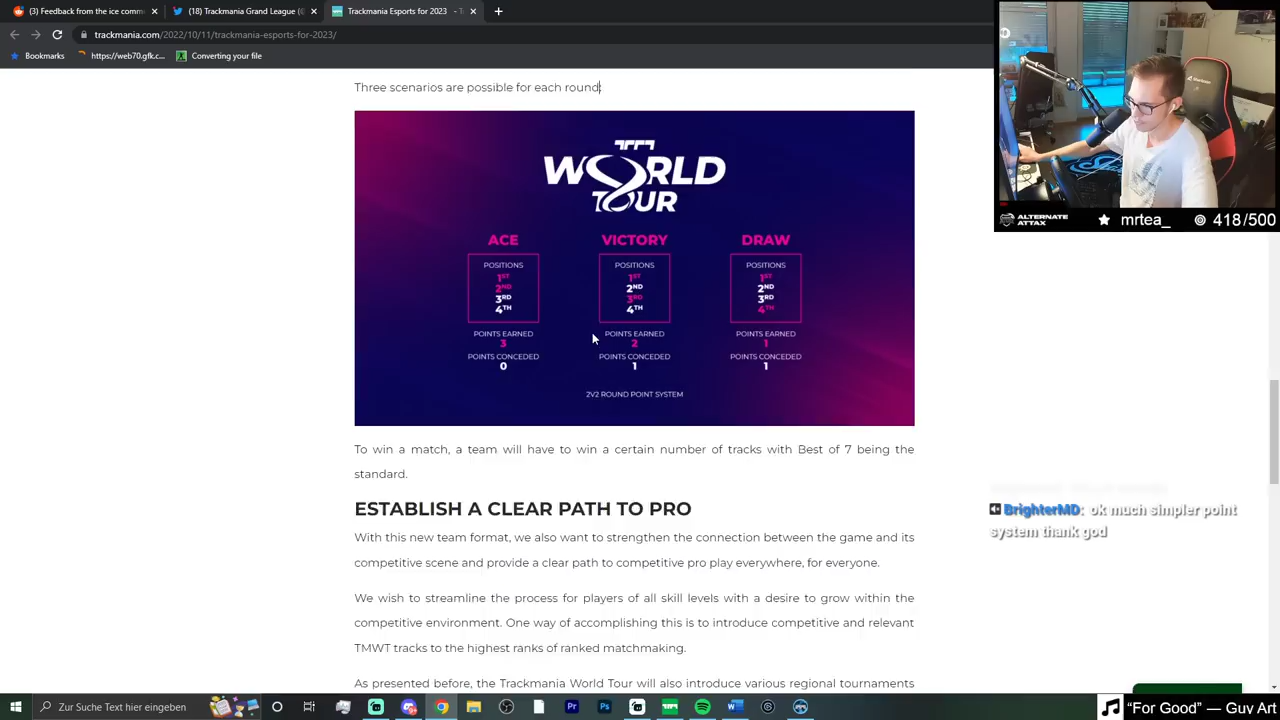 (3) Feedback from the ice comm
(18) Trackmania Grand League
Trackmania Esports for 2023
trackmania.com/2022/10/11/trackmania-esports-for-2023/
Bookmarks
https://web70.gfk.c...
Converting your file
are possible for each round:
WORLD
TOUR
ACE
VICTORY
DRAW
POSITIONS
POSITIONS
POSITIONS
1ST
1ST
1ST
2ND
2ND
2ND
3RD
3RD
3RD
4TH
4TH
4TH
POINTS EARNED
POINTS EARNED
POINTS EARNED
3
2
1
POINTS CONCEDED
POINTS CONCEDED
POINTS CONCEDED
0
1
1
2V2 ROUND POINT SYSTEM
To win a match, a team will have to win a certain number of tracks with Best of 7 being the
standard.
ESTABLISH A CLEAR PATH TO PRO
With this new team format, we also want to strengthen the connection between the game and its
competitive scene and provide a clear path to competitive pro play everywhere, for everyone.
We wish to streamline the process for players of all skill levels with a desire to grow within the
competitive environment. One way of accomplishing this is to introduce competitive and relevant
TMWT tracks to the highest ranks of ranked matchmaking.
As presented before, the Trackmania World Tour will also introduce various regional tournaments
ALTERNATE
ATTAX
mrtea_
418/500
BrighterMD: ok much simpler point
system thank god
Zur Suche Text hier eingeben
"For Good" — Guy Art